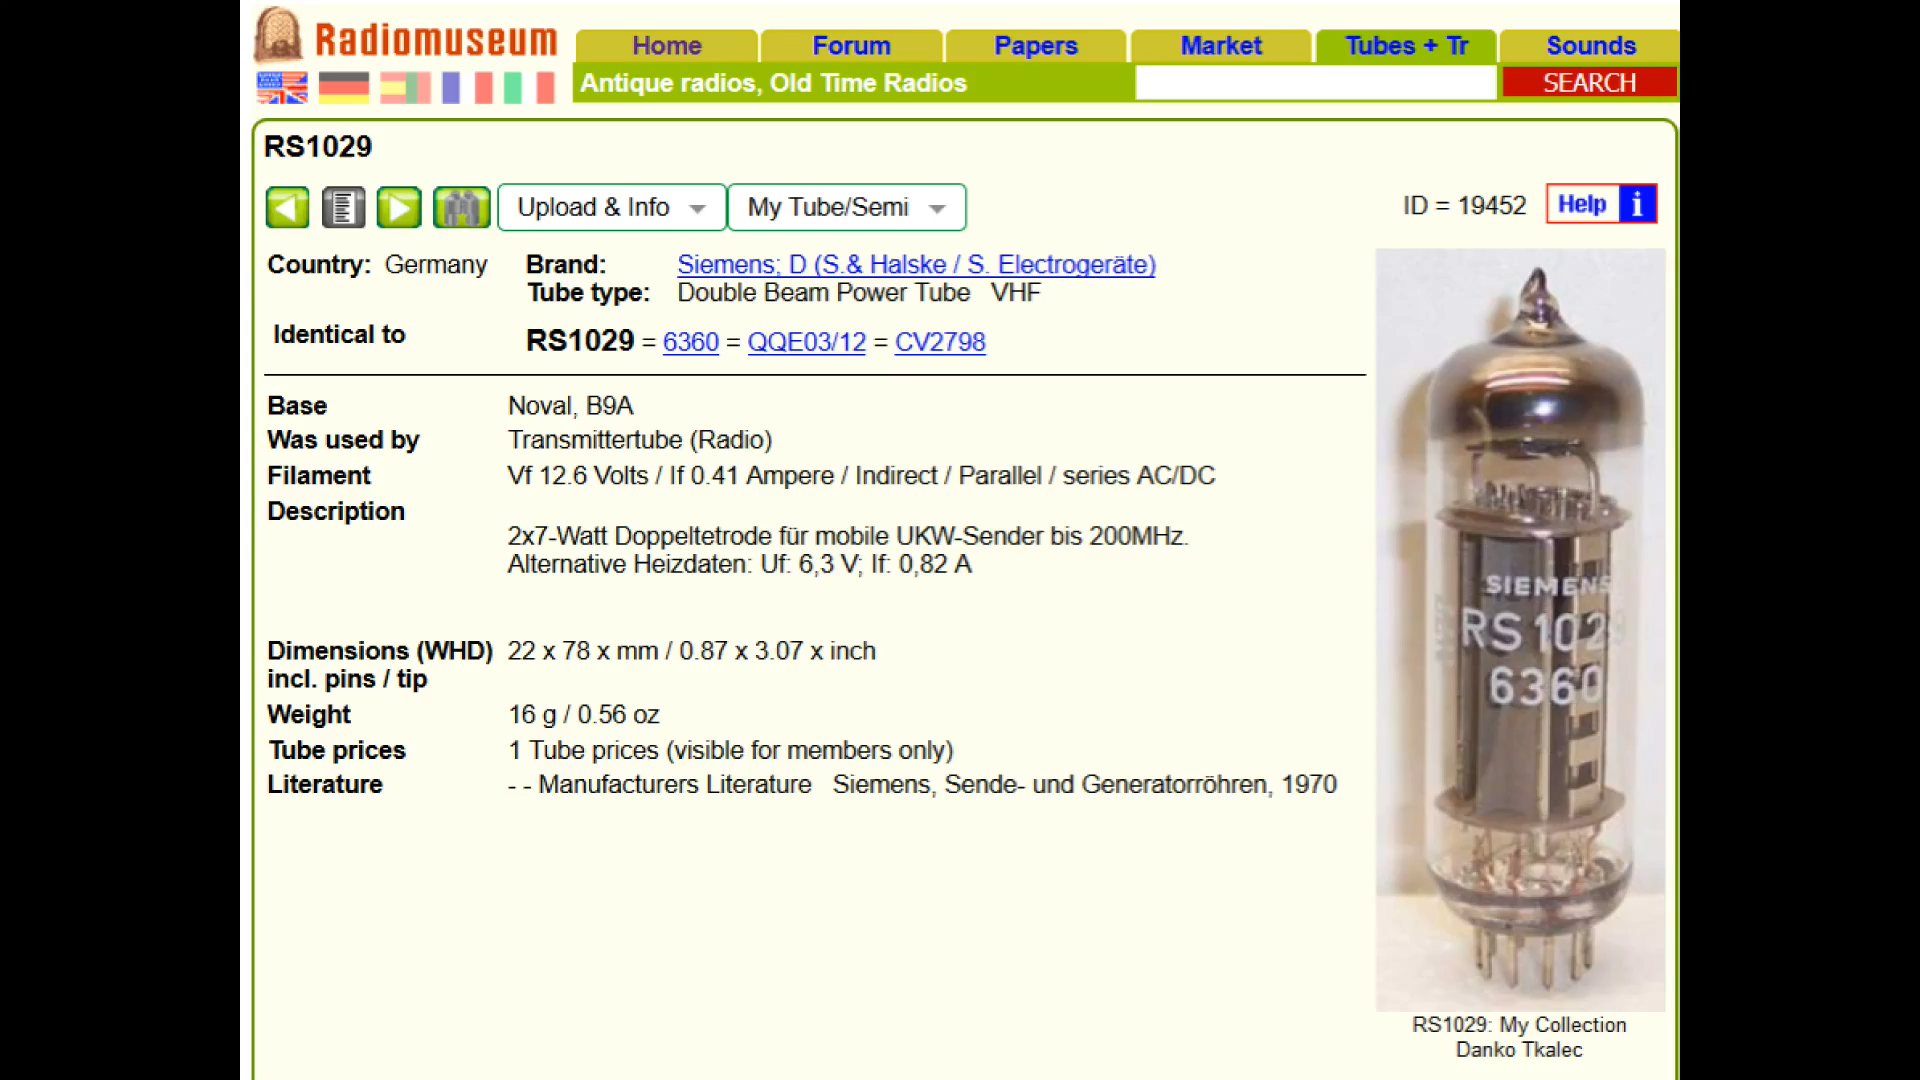 Radiomuseum
Home Forum Papers Market Tubes + Tr Sounds
Antique radios, Old Time Radios SEARCH
RS1029
Upload & Info My Tube/Semi ID = 19452 Help i
Country: Germany Brand: Siemens; D (S.& Halske / S. Electrogeräte)
Tube type: Double Beam Power Tube VHF
Identical to RS1029 = 6360 = QQE03/12 = CV2798
Base Noval, B9A
Was used by Transmittertube (Radio)
Filament Vf 12.6 Volts / If 0.41 Ampere / Indirect / Parallel / series AC/DC
Description
2x7-Watt Doppeltetrode für mobile UKW-Sender bis 200MHz.
Alternative Heizdaten: Uf: 6,3 V; If: 0,82 A
Dimensions (WHD) 22 x 78 x mm / 0.87 x 3.07 x inch
incl. pins / tip
Weight 16 g / 0.56 oz
Tube prices 1 Tube prices (visible for members only)
Literature - - Manufacturers Literature Siemens, Sende- und Generatorröhren, 1970
SIEMENS
RS 102
6360
RS1029: My Collection
Danko Tkalec